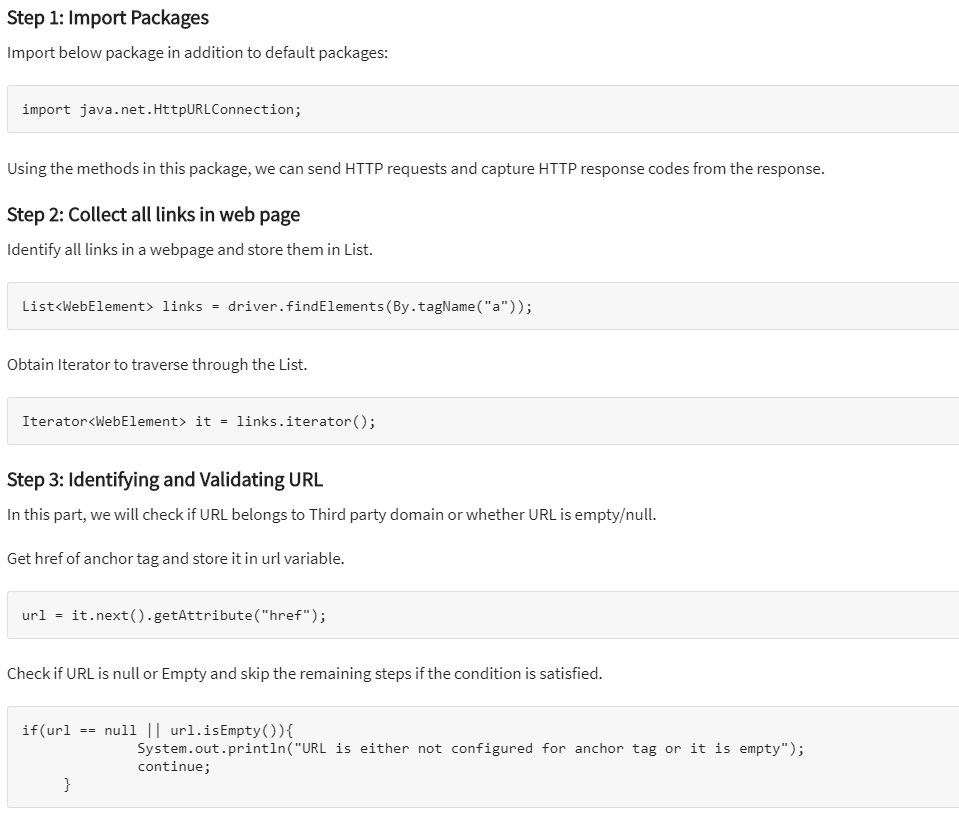 Step 1: Import Packages
Import below package in addition to default packages:
import java.net.HttpURLConnection;
Using the methods in this package, we can send HTTP requests and capture HTTP response codes from the response.
Step 2: Collect all links in web page
Identify all links in a webpage and store them in List.
List<WebElement> links = driver.findElements(By.tagName("a"));
Obtain Iterator to traverse through the List.
Iterator<WebElement> it = links.iterator();
Step 3: Identifying and Validating URL
In this part, we will check if URL belongs to Third party domain or whether URL is empty/null.
Get href of anchor tag and store it in url variable.
url = it.next().getAttribute("href");
Check if URL is null or Empty and skip the remaining steps if the condition is satisfied.
if(url == null || url.isEmpty()){
System.out.println("URL is either not configured for anchor tag or it is empty");
continue;
}